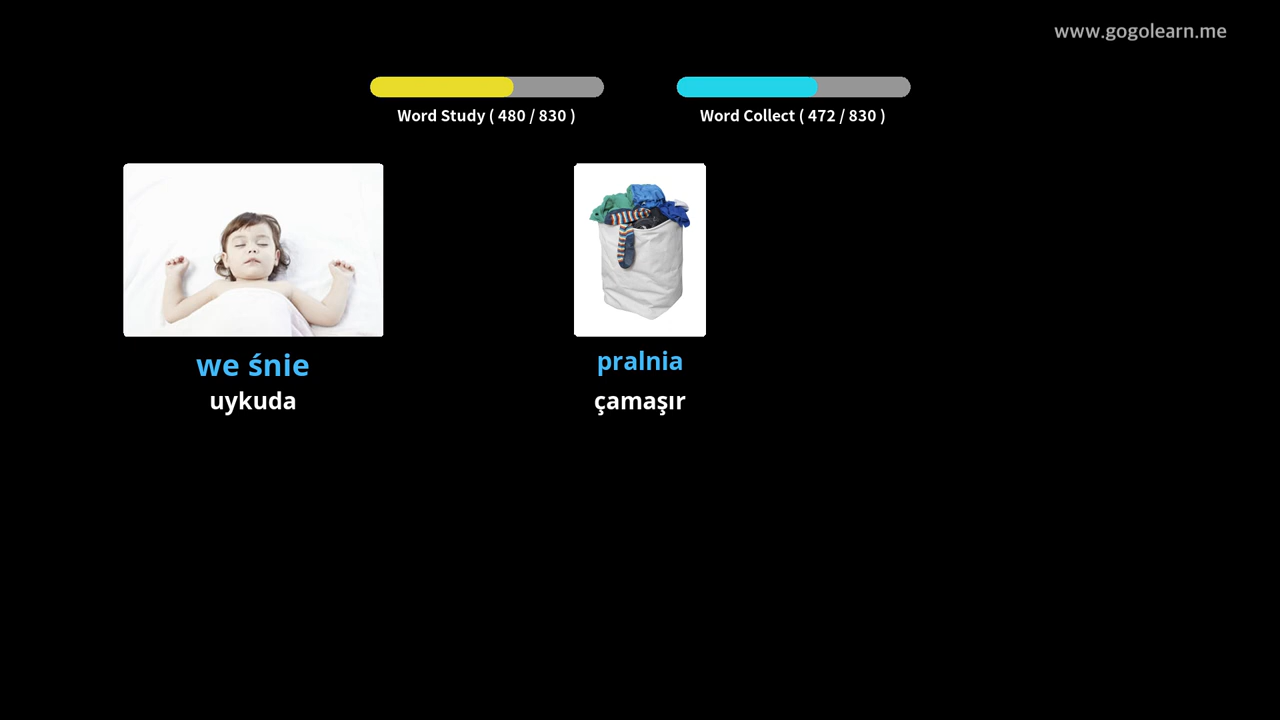 www.gogolearn.me
Word Study ( 480 / 830 )
Word Collect ( 472 / 830 )
we śnie
uykuda
pralnia
çamaşır